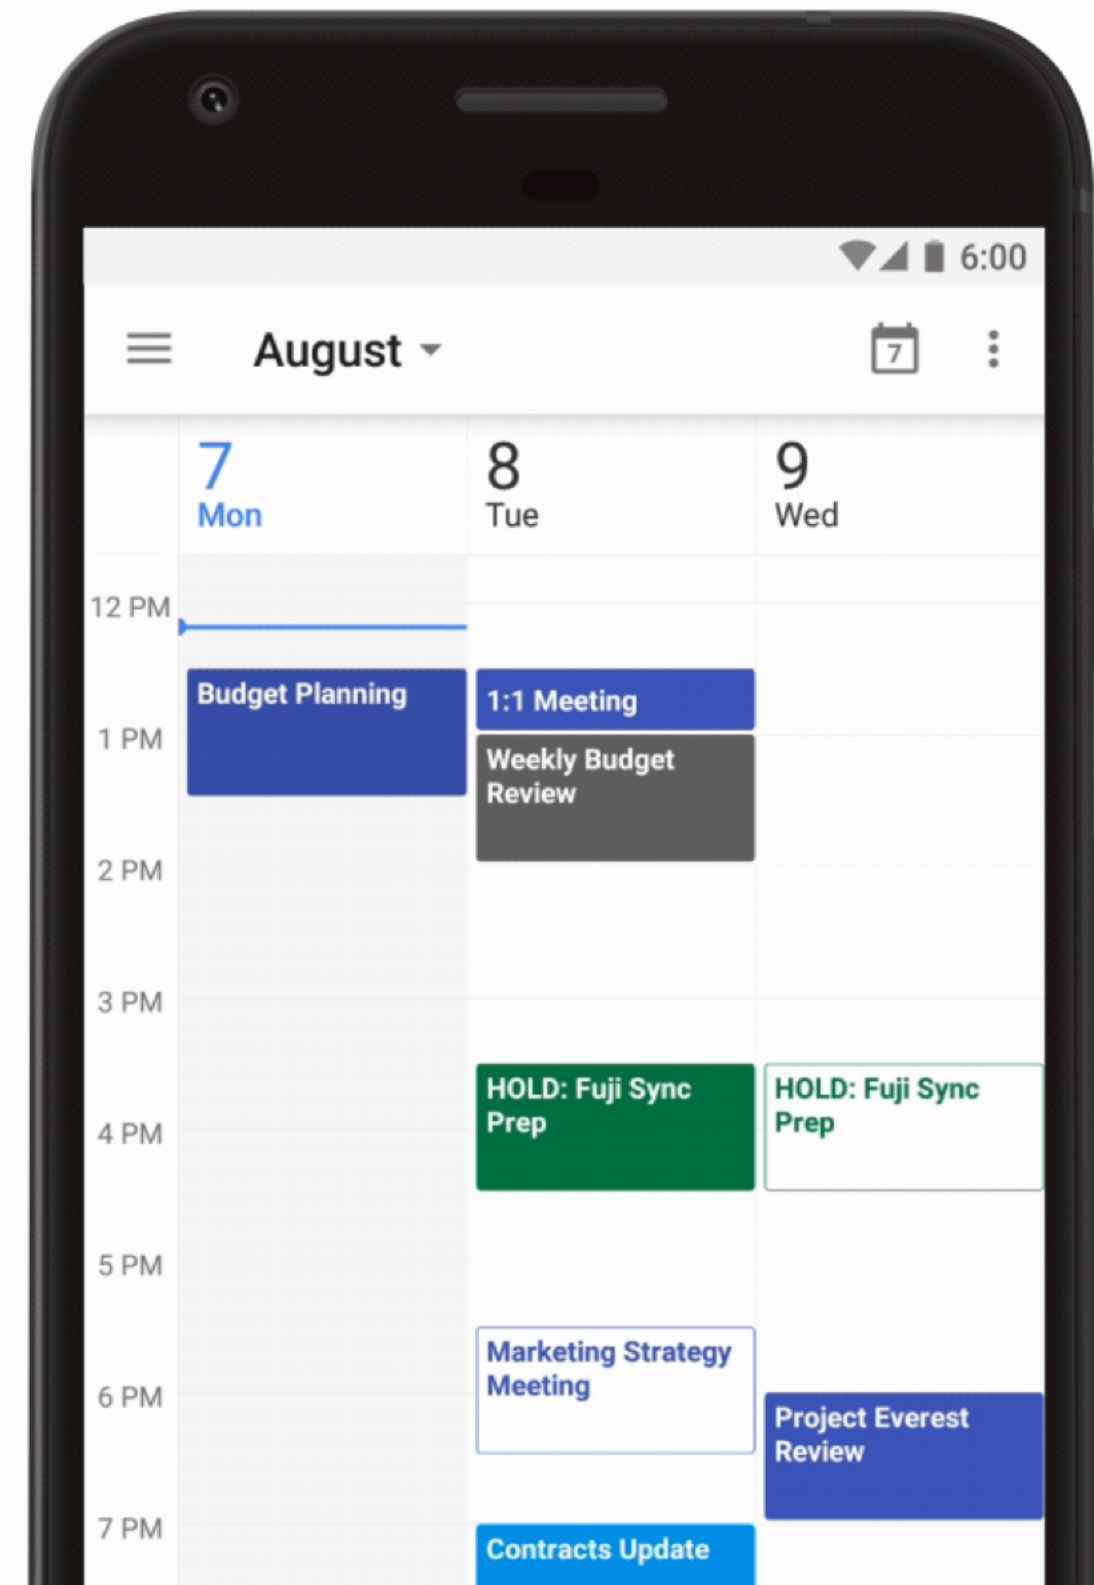 6:00
August
7
7
Mon
8
Tue
9
Wed
12 PM
1 PM
2 PM
3 PM
4 PM
5 PM
6 PM
7 PM
Budget Planning
1:1 Meeting
Weekly Budget
Review
HOLD: Fuji Sync
Prep
Marketing Strategy
Meeting
Contracts Update
HOLD: Fuji Sync
Prep
Project Everest
Review